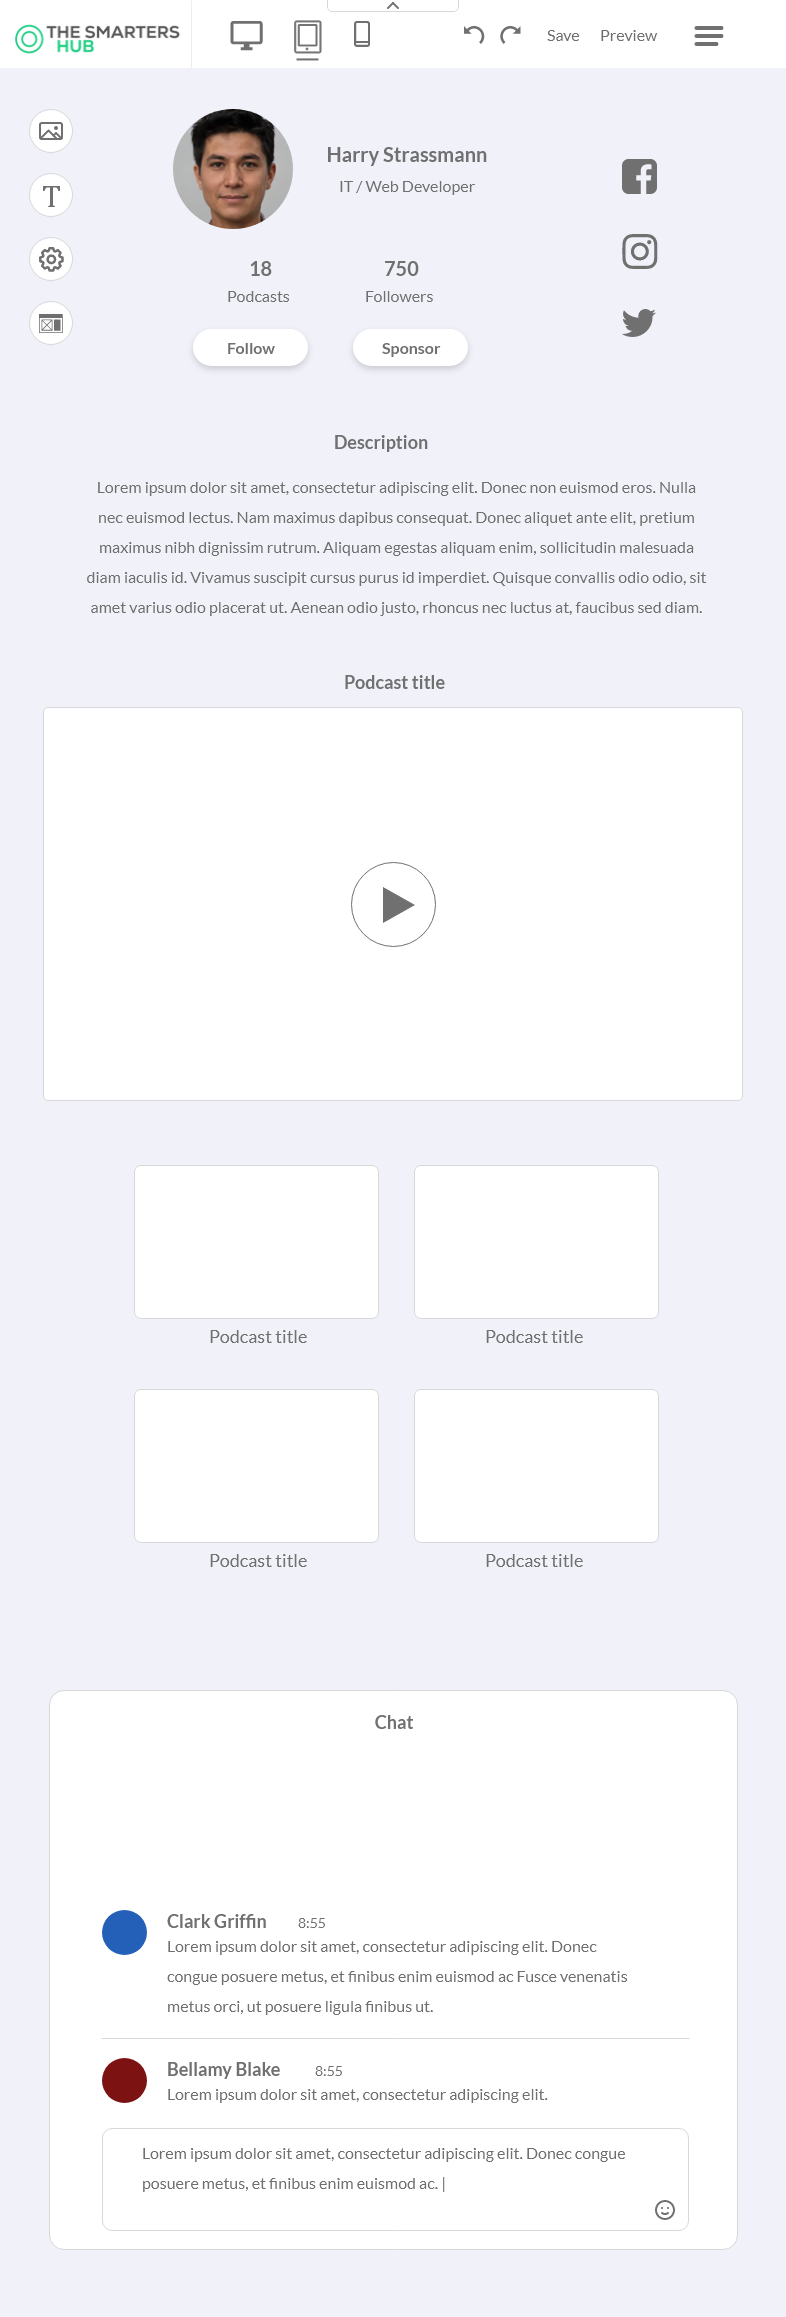 THE SMARTERS
HUB
Save Preview
Harry Strassmann
IT / Web Developer
18 750
Podcasts Followers
Follow Sponsor
Description
Lorem ipsum dolor sit amet, consectetur adipiscing elit. Donec non euismod eros. Nulla
nec euismod lectus. Nam maximus dapibus consequat. Donec aliquet ante elit, pretium
maximus nibh dignissim rutrum. Aliquam egestas aliquam enim, sollicitudin malesuada
diam iaculis id. Vivamus suscipit cursus purus id imperdiet. Quisque convallis odio odio, sit
amet varius odio placerat ut. Aenean odio justo, rhoncus nec luctus at, faucibus sed diam.
Podcast title
Podcast title Podcast title
Podcast title Podcast title
Chat
Clark Griffin 8:55
Lorem ipsum dolor sit amet, consectetur adipiscing elit. Donec
congue posuere metus, et finibus enim euismod ac Fusce venenatis
metus orci, ut posuere ligula finibus ut.
Bellamy Blake 8:55
Lorem ipsum dolor sit amet, consectetur adipiscing elit.
Lorem ipsum dolor sit amet, consectetur adipiscing elit. Donec congue
posuere metus, et finibus enim euismod ac. |